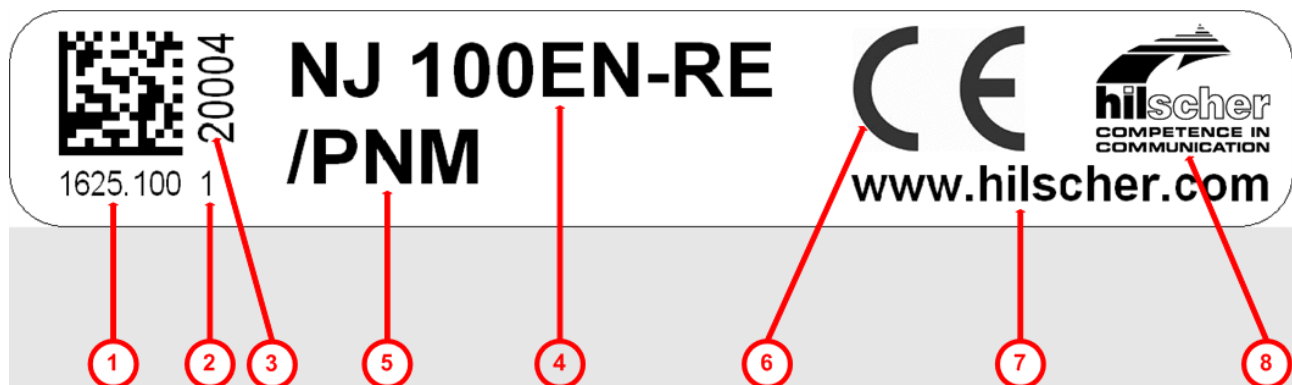 20004
1625.100 1
NJ 100EN-RE
/PNM
hilscher
COMPETENCE IN
COMMUNICATION
www.hilscher.com
1 2 3 5 4 6 7 8